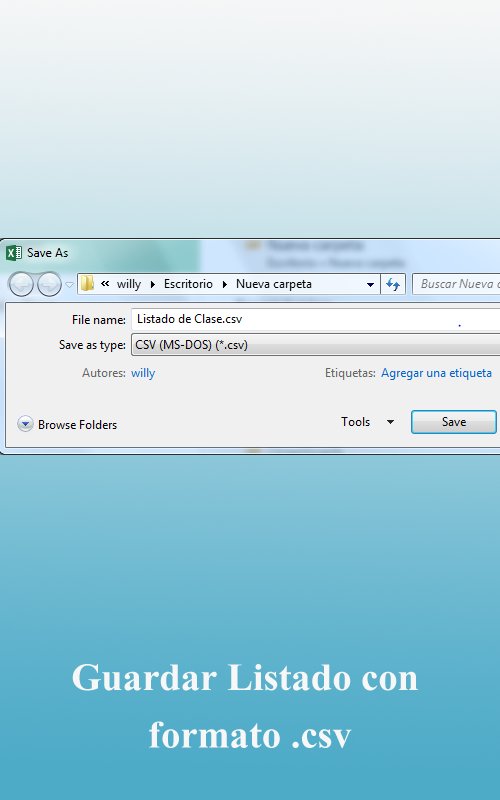 Save As
« willy Escritorio Nueva carpeta
Buscar Nueva c
File name: Listado de Clase.csv
Save as type: CSV (MS-DOS) (*.csv)
Autores: willy Etiquetas: Agregar una etiqueta
Browse Folders Tools Save
Guardar Listado con
formato .csv